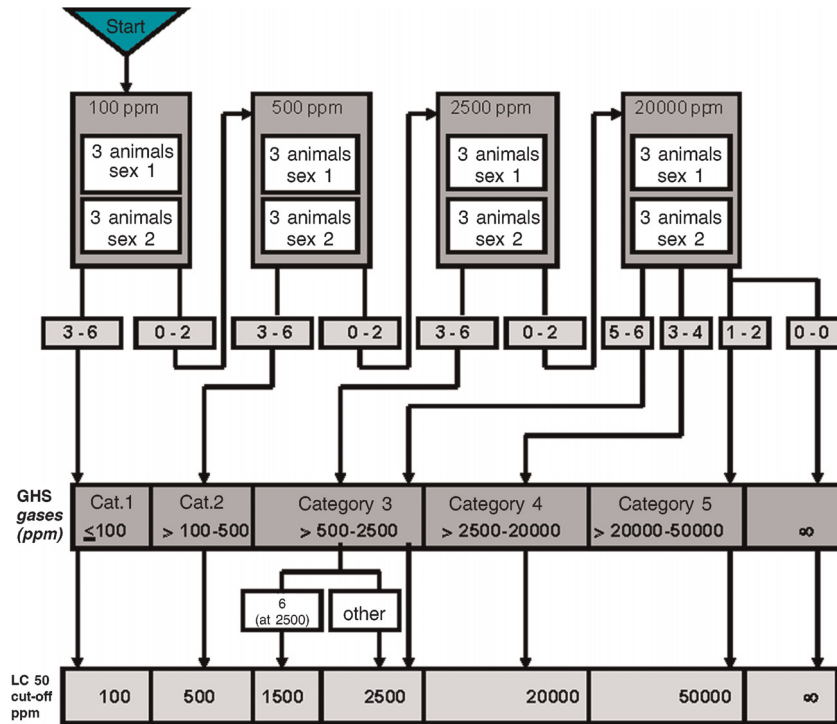 Start
100 ppm
500 ppm
2500 ppm
20000 ppm
3 animals
sex 1
3 animals
sex 1
3 animals
sex 1
3 animals
sex 1
3 animals
sex 2
3 animals
sex 2
3 animals
sex 2
3 animals
sex 2
3 - 6
0 - 2
3 - 6
0 - 2
3 - 6
0 - 2
5 - 6
3 - 4
1 - 2
0 - 0
GHS
gases
(ppm)
Cat.1
≤100
Cat.2
> 100-500
Category 3
> 500-2500
Category 4
> 2500-20000
Category 5
> 20000-50000
∞
6
(at 2500)
other
LC 50
cut-off
ppm
100
500
1500
2500
20000
50000
∞